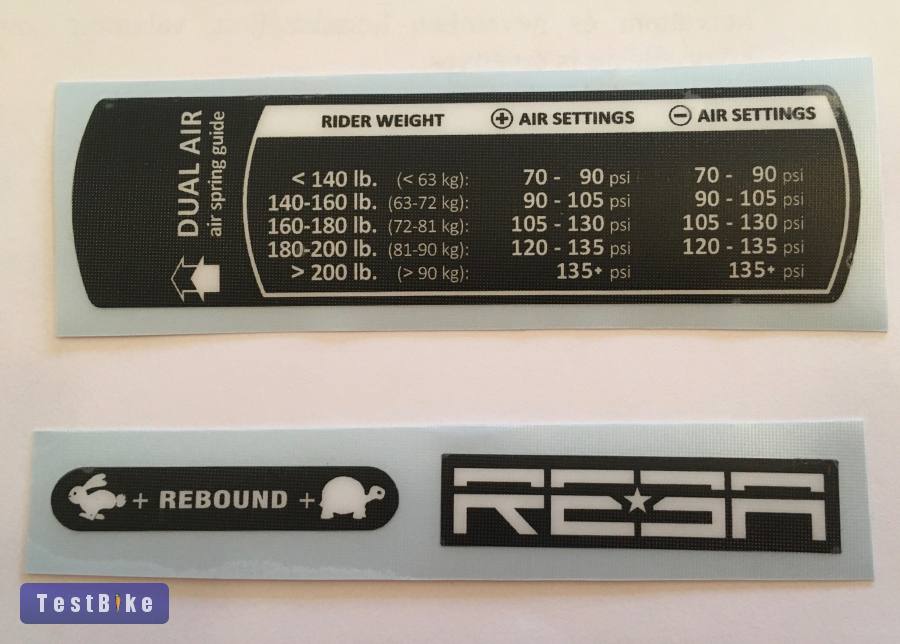 DUAL AIR
air spring guide
RIDER WEIGHT + AIR SETTINGS − AIR SETTINGS
< 140 lb. (< 63 kg): 70 - 90 psi 70 - 90 psi
140-160 lb. (63-72 kg): 90 - 105 psi 90 - 105 psi
160-180 lb. (72-81 kg): 105 - 130 psi 105 - 130 psi
180-200 lb. (81-90 kg): 120 - 135 psi 120 - 135 psi
> 200 lb. (> 90 kg): 135+ psi 135+ psi
+ REBOUND +
REBA
TestBike